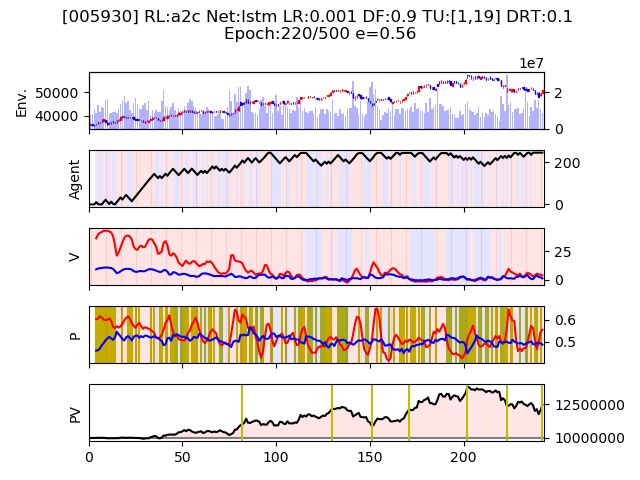 [005930] RL:a2c Net:lstm LR:0.001 DF:0.9 TU:[1,19] DRT:0.1
Epoch:220/500 e=0.56
1e7
Env.
50000
40000
2
0
Agent
200
0
V
25
0
P
0.6
0.5
PV
12500000
10000000
0
50
100
150
200